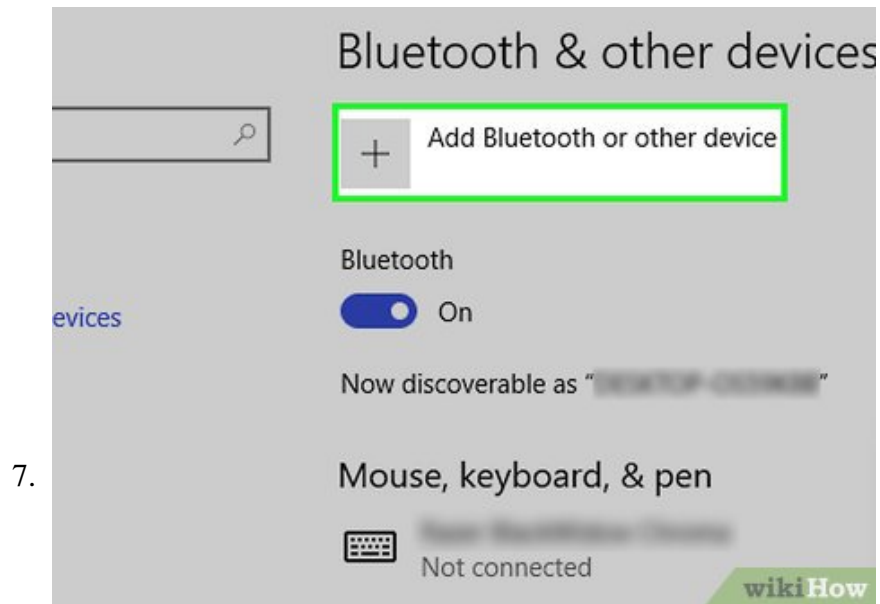 Bluetooth & other devices
Add Bluetooth or other device
Bluetooth
On
evices
Now discoverable as “ ”
7.
Mouse, keyboard, & pen
Not connected
wikiHow